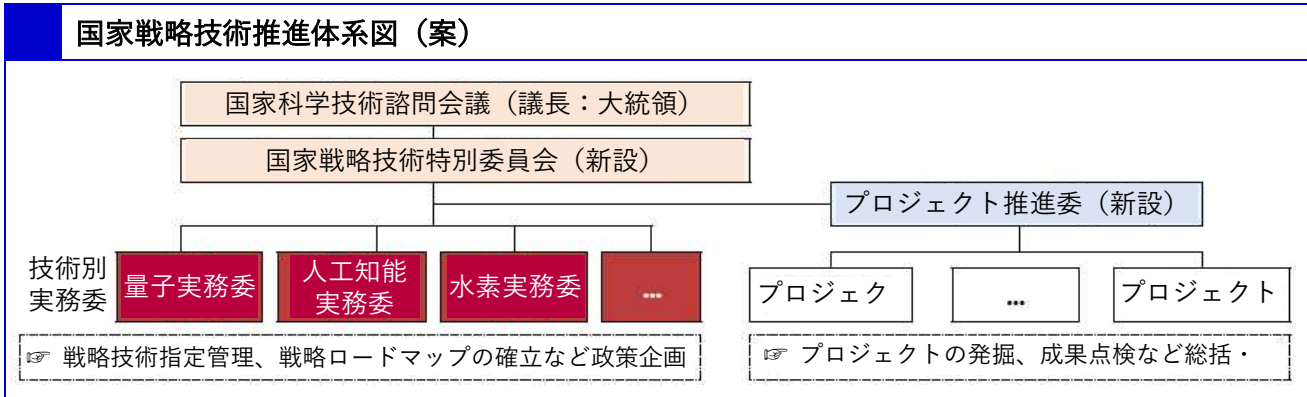 国家戦略技術推進体系図（案）
国家科学技術諮問会議（議長：大統領）
国家戦略技術特別委員会（新設）
プロジェクト推進委（新設）
技術別
実務委
量子実務委
人工知能
実務委
水素実務委
...
プロジェク
...
プロジェクト
☞ 戦略技術指定管理、戦略ロードマップの確立など政策企画
☞ プロジェクトの発掘、成果点検など総括・